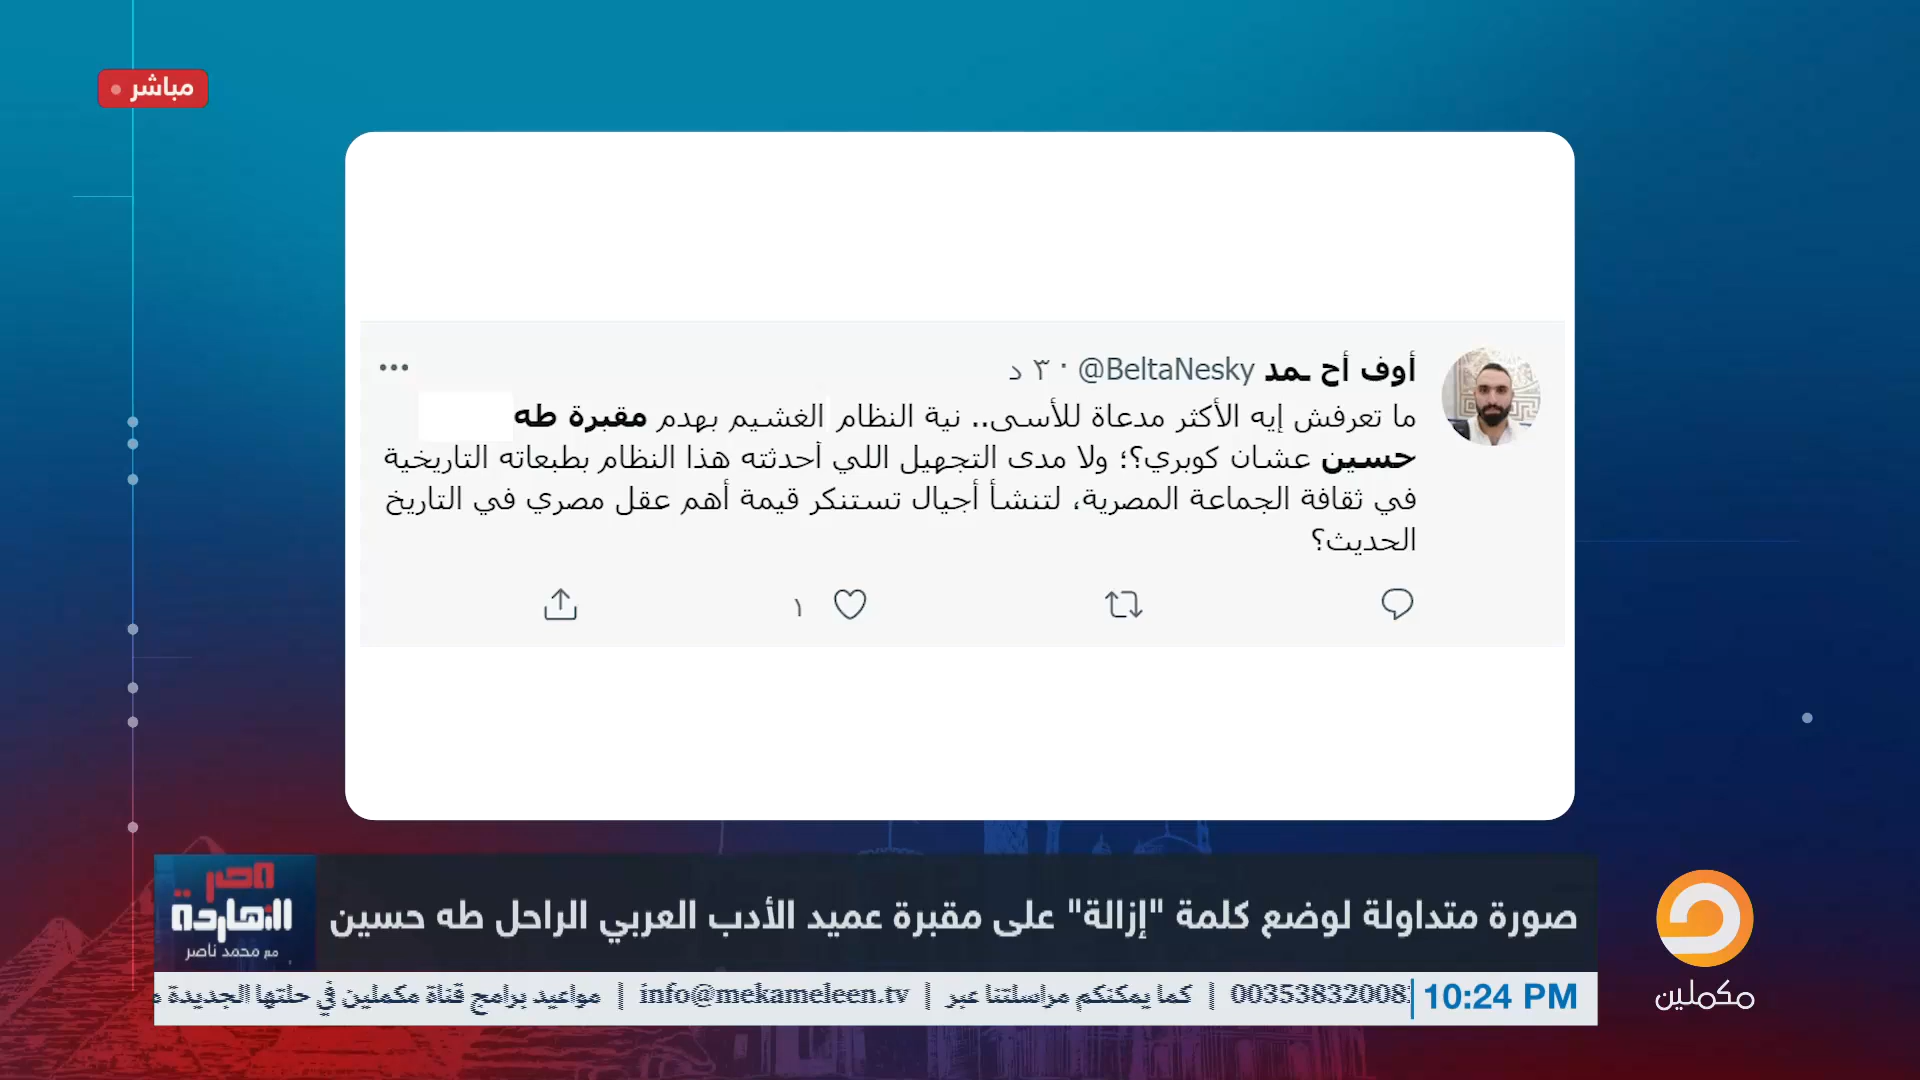 مباشر
أوف أح ـمد @BeltaNesky · ٣ د
ما تعرفش إيه الأكثر مدعاة للأسى.. نية النظام الغشيم بهدم مقبرة طه
حسين عشان كوبري؟؛ ولا مدى التجهيل اللي أحدثته هذا النظام بطبعاته التاريخية
في ثقافة الجماعة المصرية، لتنشأ أجيال تستنكر قيمة أهم عقل مصري في التاريخ
الحديث؟
١
صورة متداولة لوضع كلمة "إزالة" على مقبرة عميد الأدب العربي الراحل طه حسين
مصر
النهاردة
مع محمد ناصر
10:24 PM
00353832008 | كما يمكنكم مراسلتنا عبر | info@mekameleen.tv | مواعيد برامج قناة مكملين في حلتها الجديدة
مكملين